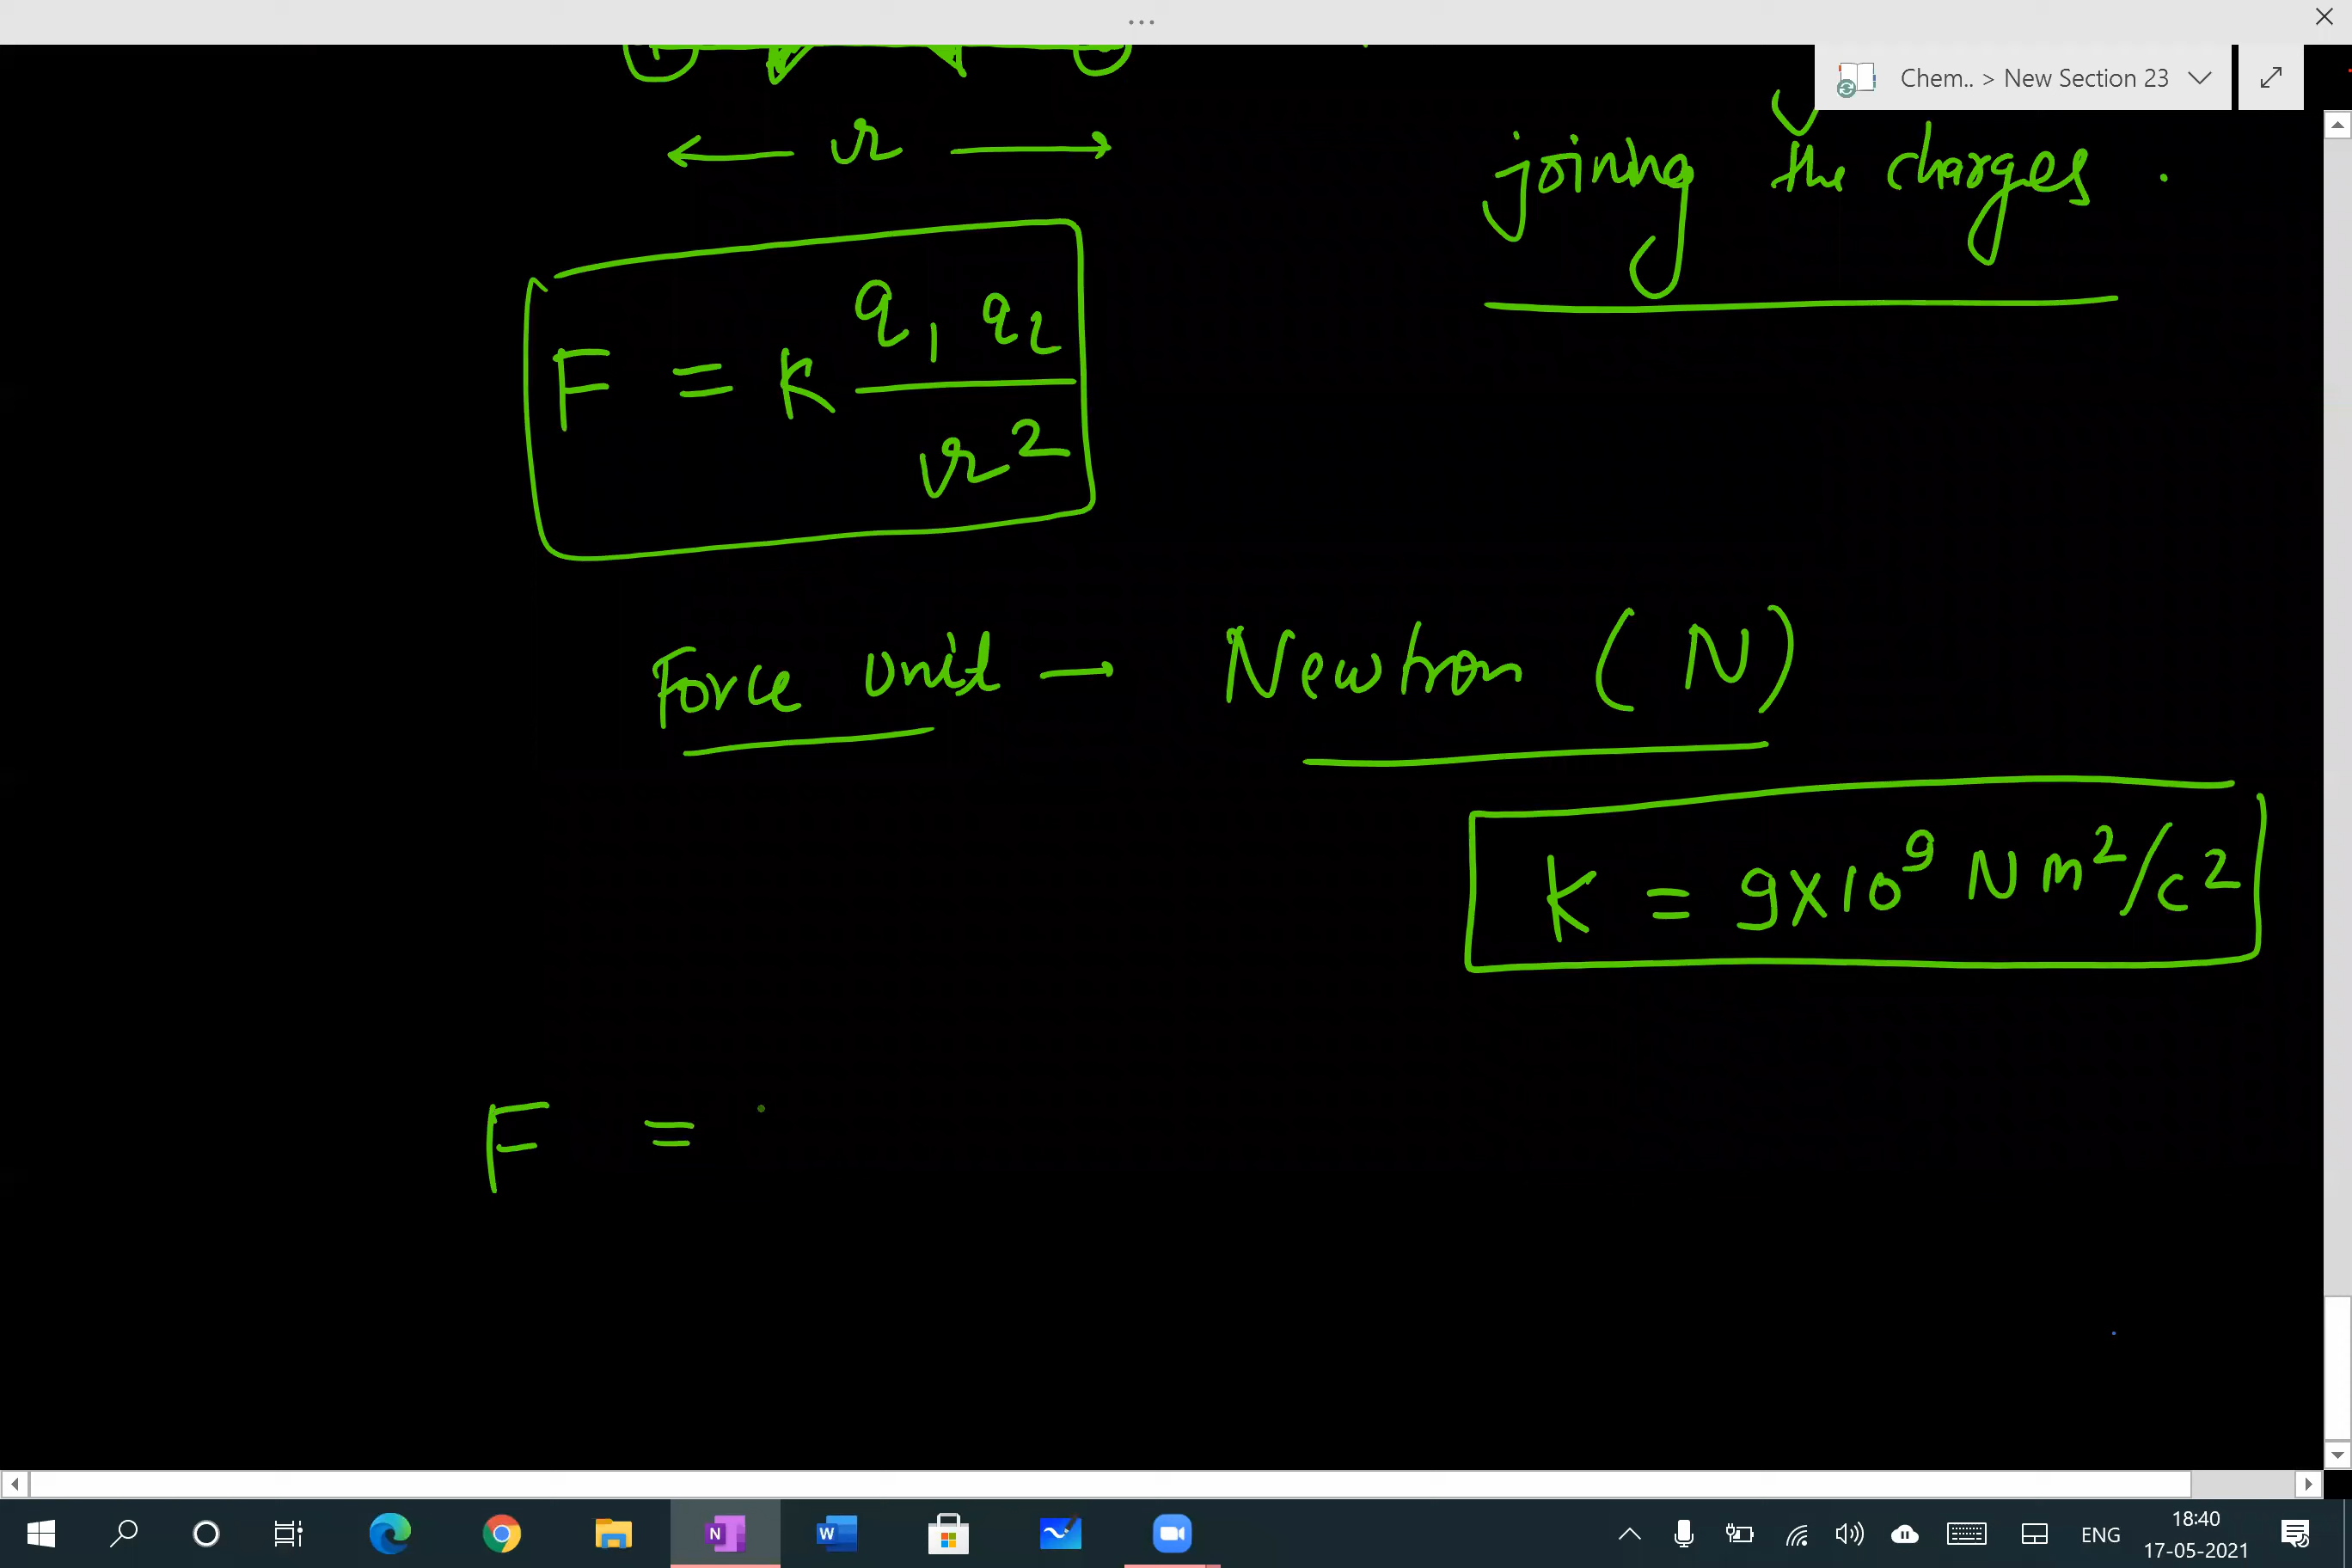 Chem.. > New Section 23
r
joining the charges .
F = K q1 q2 / r²
Force Unit → Newtron (N)
K = 9X10⁹ N m²/c²
F =
N
W
ENG
18:40
17-05-2021